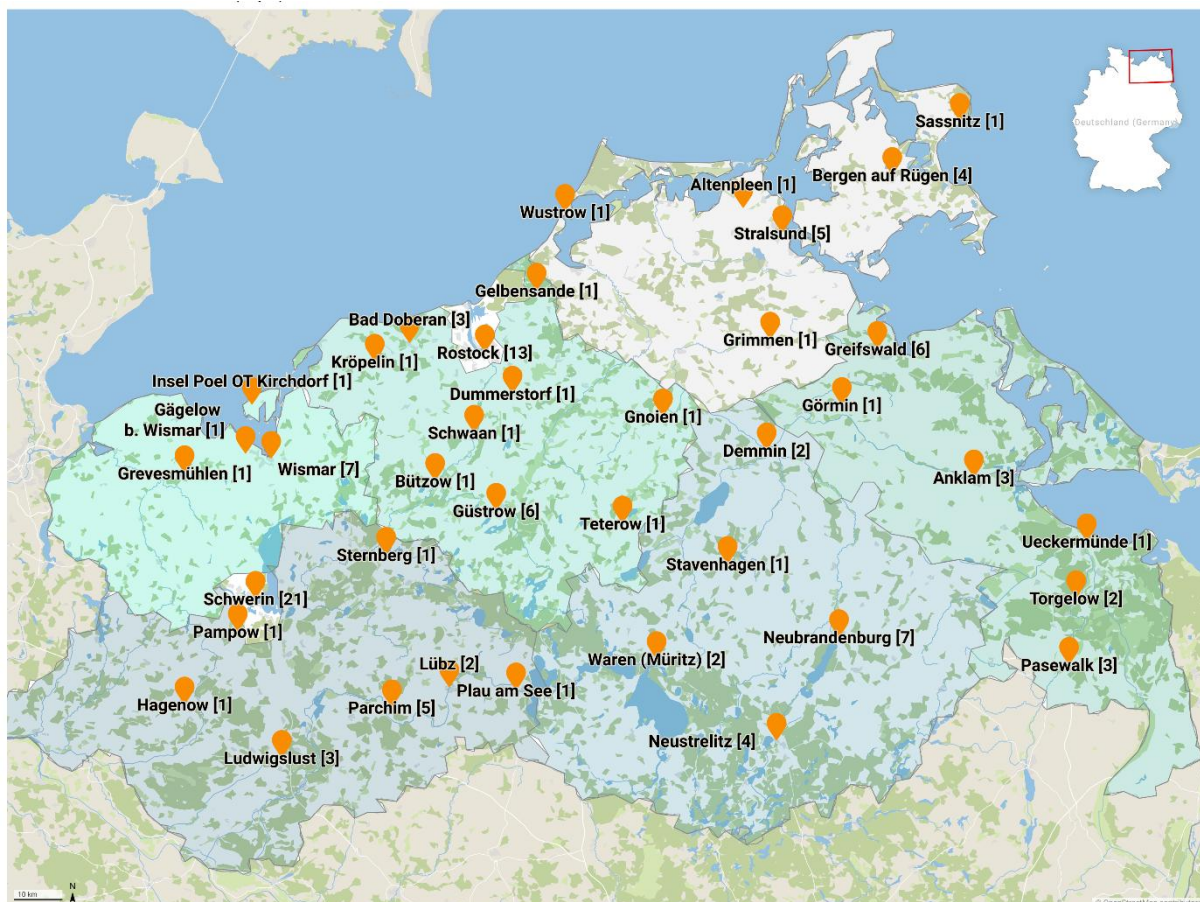 Deutschland (Germany)
Sassnitz [1]
Bergen auf Rügen [4]
Altenpleen [1]
Wustrow [1]
Stralsund [5]
Gelbensande [1]
Bad Doberan [3]
Rostock [13]
Grimmen [1]
Greifswald [6]
Kröpelin [1]
Insel Poel OT Kirchdorf [1]
Dummerstorf [1]
Görmin [1]
Gägelow
b. Wismar [1]
Gnoien [1]
Schwaan [1]
Demmin [2]
Grevesmühlen [1]
Wismar [7]
Bützow [1]
Anklam [3]
Güstrow [6]
Teterow [1]
Ueckermünde [1]
Sternberg [1]
Stavenhagen [1]
Schwerin [21]
Torgelow [2]
Pampow [1]
Neubrandenburg [7]
Waren (Müritz) [2]
Pasewalk [3]
Lübz [2]
Plau am See [1]
Hagenow [1]
Parchim [5]
Neustrelitz [4]
Ludwigslust [3]
10 km
N